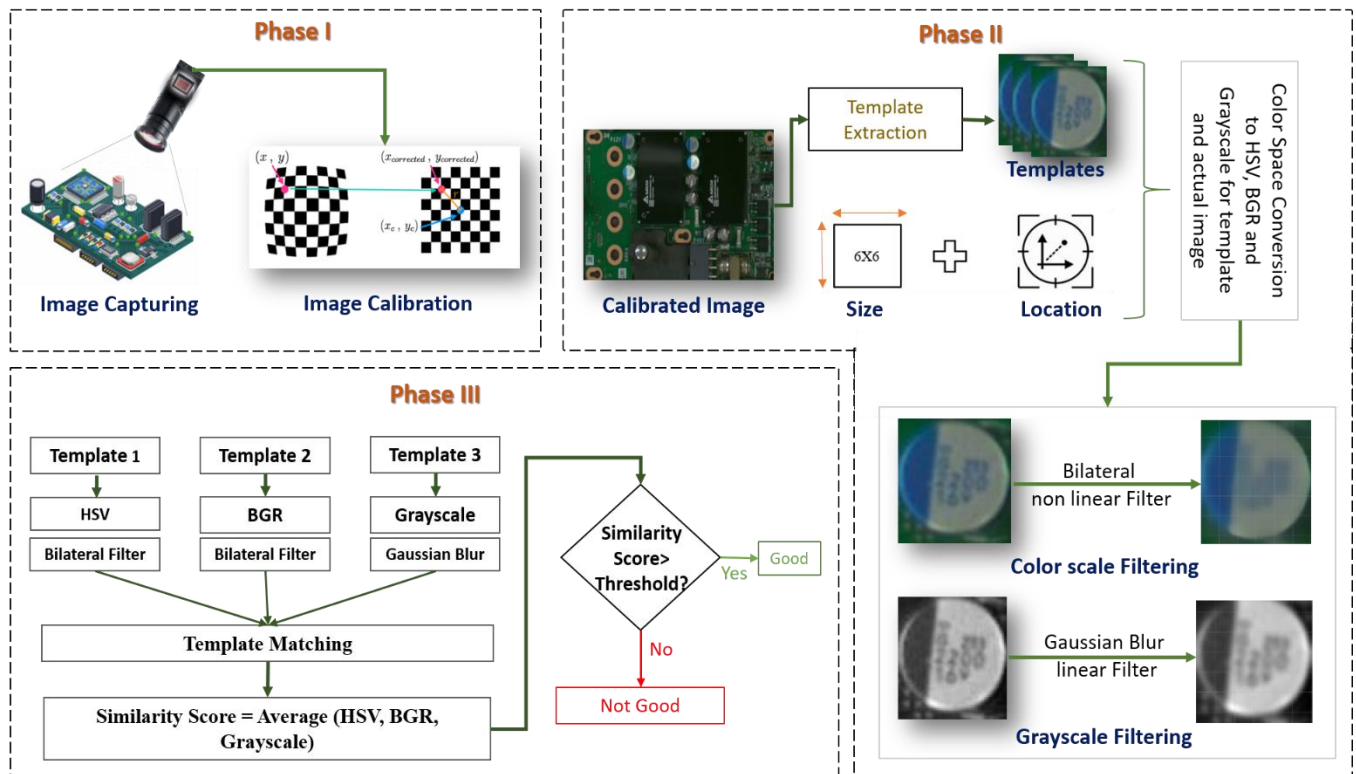 Phase I
(x , y)
(x_corrected , y_corrected)
(x_c , y_c)
Image Capturing
Image Calibration
Phase II
Template
Extraction
Templates
Calibrated Image
6X6
Size
Location
Color Space Conversion
to HSV, BGR and
Grayscale for template
and actual image
Bilateral
non linear Filter
Color scale Filtering
Gaussian Blur
linear Filter
Grayscale Filtering
Phase III
Template 1
Template 2
Template 3
HSV
BGR
Grayscale
Bilateral Filter
Bilateral Filter
Gaussian Blur
Template Matching
Similarity Score = Average (HSV, BGR,
Grayscale)
Similarity
Score>
Threshold?
Yes
Good
No
Not Good